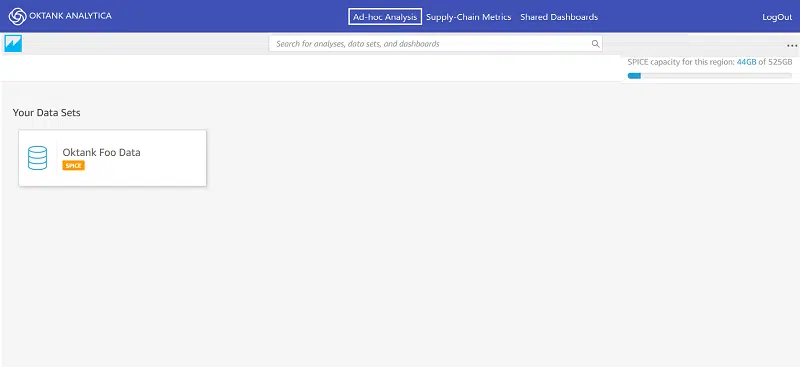 OKTANK ANALYTICA
Ad-hoc Analysis Supply-Chain Metrics Shared Dashboards
LogOut
Search for analyses, data sets, and dashboards
SPICE capacity for this region: 44GB of 525GB
Your Data Sets
Oktank Foo Data
SPICE